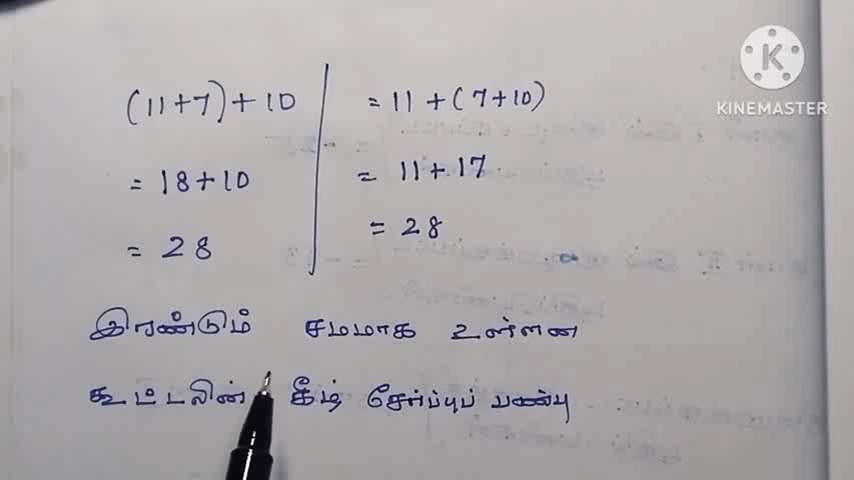 (11+7)+10
= 18+10
= 28
= 11+(7+10)
= 11+17
= 28
இரண்டும் சமமாக உள்ளன
கூட்டலின் கீழ் சேர்ப்புப் பண்பு
KINEMASTER